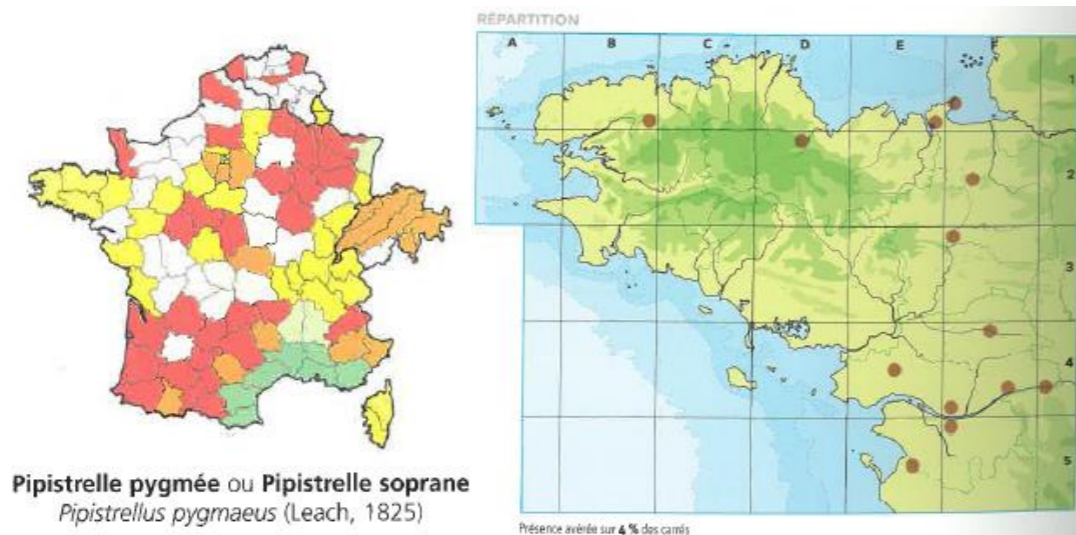 RÉPARTITION
A B C D E F
1
2
3
4
5
Pipistrelle pygmée ou Pipistrelle soprane
Pipistrellus pygmaeus (Leach, 1825)
Présence avérée sur 4 % des carrés